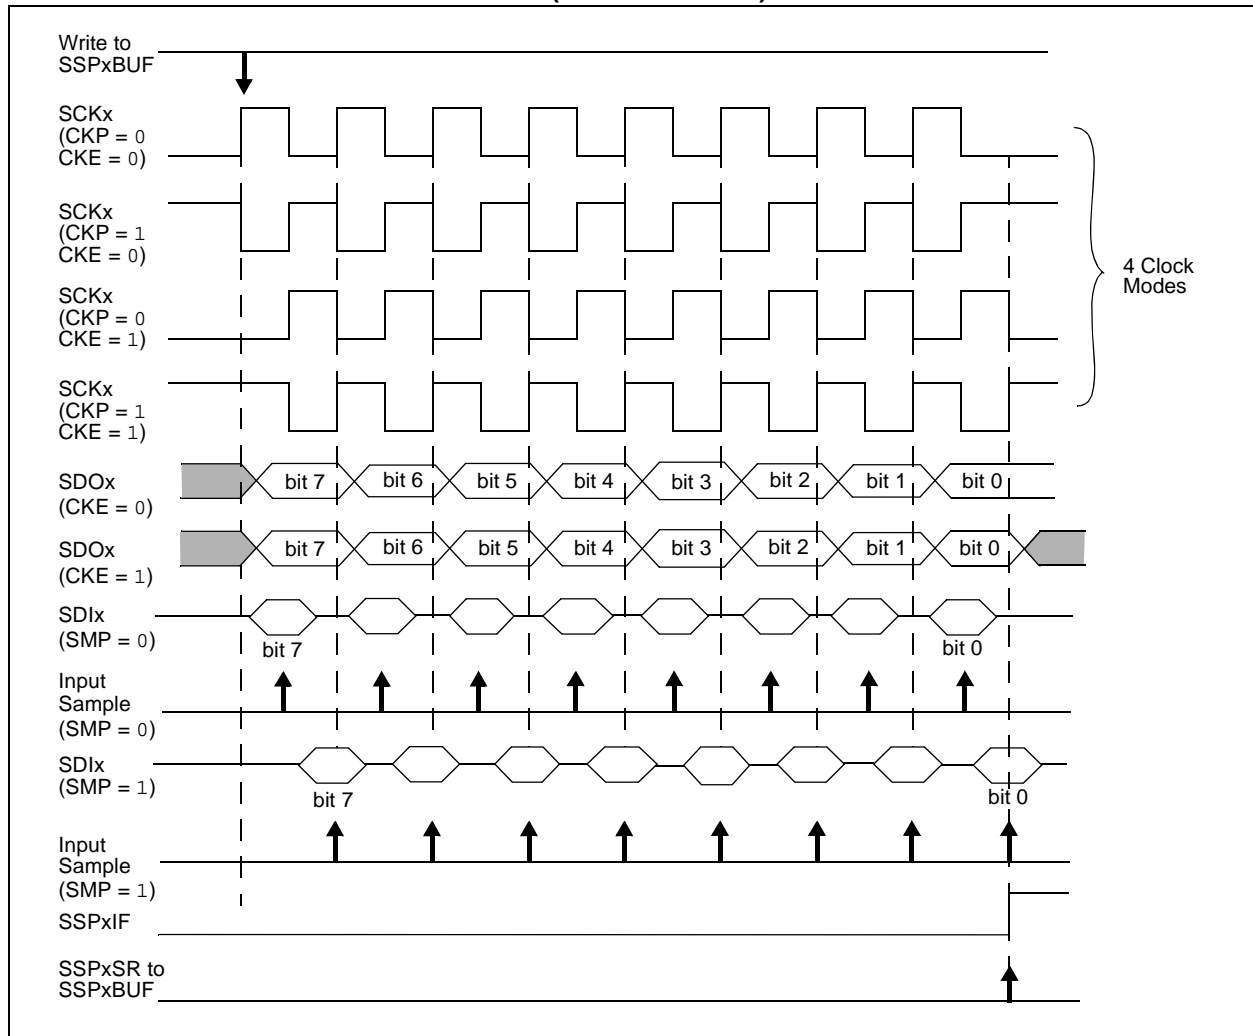 Write to
SSPxBUF
SCKx
(CKP = 0
CKE = 0)
SCKx
(CKP = 1
CKE = 0)
4 Clock
Modes
SCKx
(CKP = 0
CKE = 1)
SCKx
(CKP = 1
CKE = 1)
SDOx
(CKE = 0)
bit 7 bit 6 bit 5 bit 4 bit 3 bit 2 bit 1 bit 0
SDOx
(CKE = 1)
bit 7 bit 6 bit 5 bit 4 bit 3 bit 2 bit 1 bit 0
SDIx
(SMP = 0)
bit 7 bit 0
Input
Sample
(SMP = 0)
SDIx
(SMP = 1)
bit 7 bit 0
Input
Sample
(SMP = 1)
SSPxIF
SSPxSR to
SSPxBUF